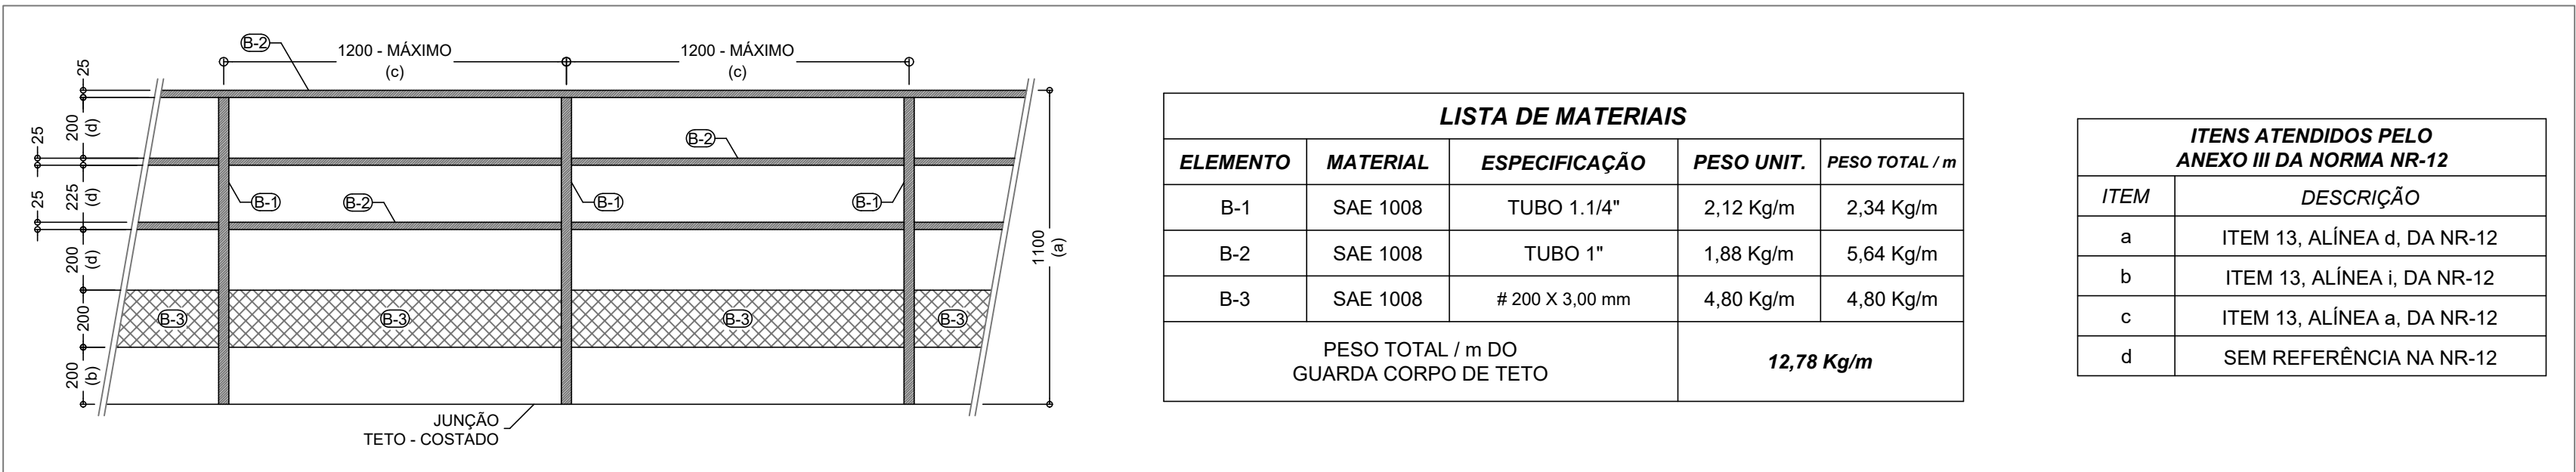 B-2
1200 - MÁXIMO
(c)
1200 - MÁXIMO
(c)
25
200
(d)
25
225
(d)
25
200
(d)
200
200
(b)
B-2
B-1
B-2
B-1
B-1
B-3
B-3
B-3
B-3
1100
(a)
JUNÇÃO
TETO - COSTADO
LISTA DE MATERIAIS
ELEMENTO MATERIAL ESPECIFICAÇÃO PESO UNIT. PESO TOTAL / m
B-1 SAE 1008 TUBO 1.1/4" 2,12 Kg/m 2,34 Kg/m
B-2 SAE 1008 TUBO 1" 1,88 Kg/m 5,64 Kg/m
B-3 SAE 1008 # 200 X 3,00 mm 4,80 Kg/m 4,80 Kg/m
PESO TOTAL / m DO
GUARDA CORPO DE TETO
12,78 Kg/m
ITENS ATENDIDOS PELO
ANEXO III DA NORMA NR-12
ITEM DESCRIÇÃO
a ITEM 13, ALÍNEA d, DA NR-12
b ITEM 13, ALÍNEA i, DA NR-12
c ITEM 13, ALÍNEA a, DA NR-12
d SEM REFERÊNCIA NA NR-12